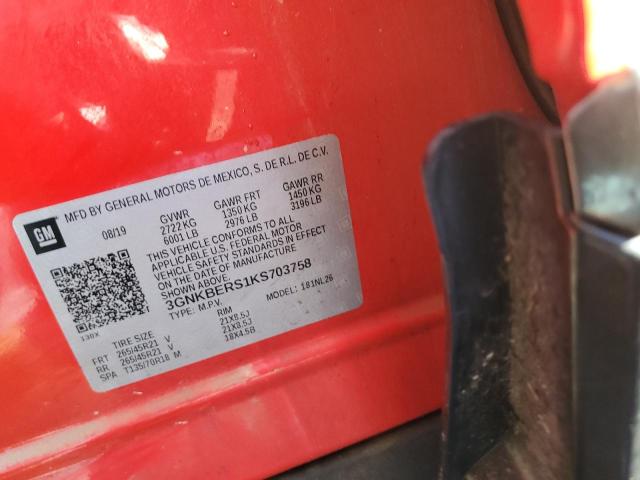 MFD BY GENERAL MOTORS DE MEXICO, S. DE R.L. DE C.V.
GM
08/19
GVWR GAWR FRT GAWR RR
2722 KG 1350 KG 1450 KG
6001 LB 2976 LB 3196 LB
THIS VEHICLE CONFORMS TO ALL
APPLICABLE U.S. FEDERAL MOTOR
VEHICLE SAFETY STANDARDS IN EFFECT
ON THE DATE OF MANUFACTURE
SHOWN ABOVE.
3GNKBERS1KS703758
TYPE: M.P.V. MODEL: 181NL26
TIRE SIZE RIM
FRT 265/45R21 V 21X8.5J
RR 265/45R21 V 21X8.5J
SPA T135/70R18 M 18X4.5B